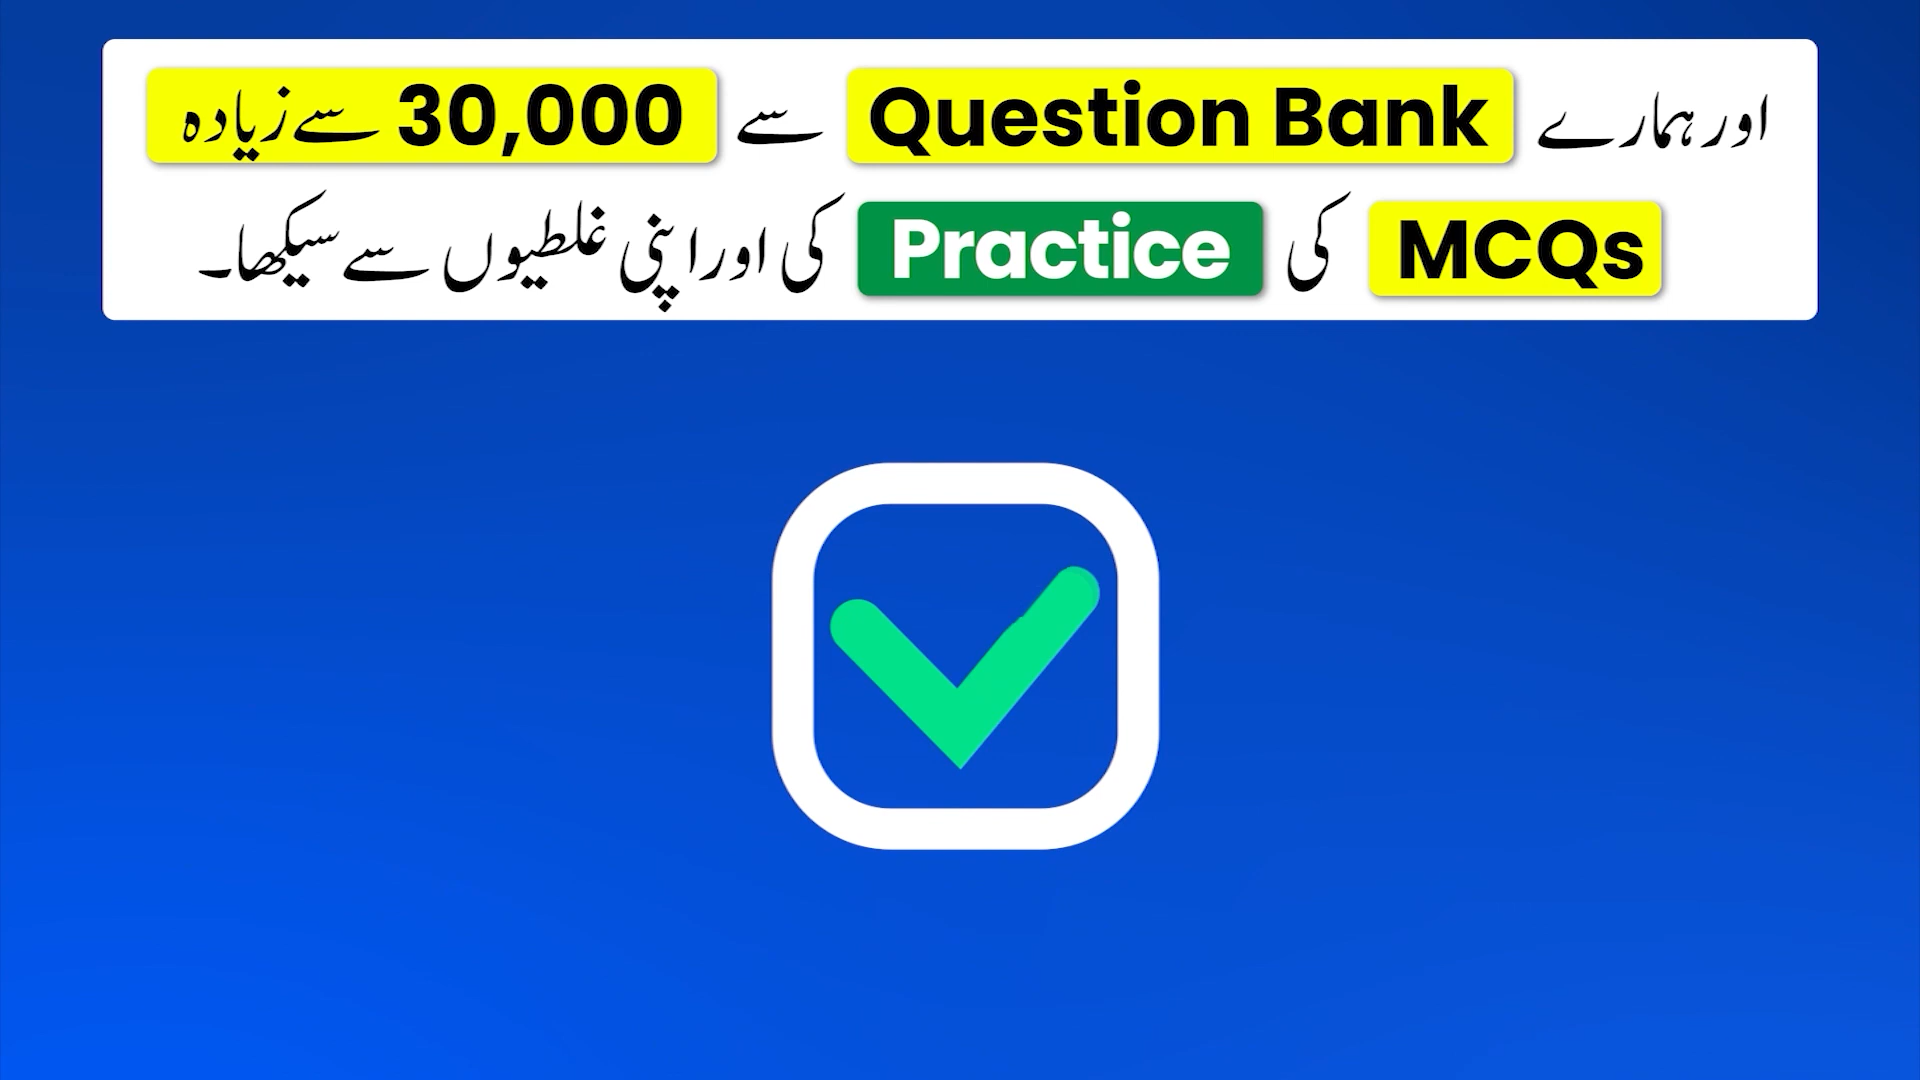 اور ہمارے Question Bank سے 30,000 سے زیادہ
MCQs کی Practice کی اور اپنی غلطیوں سے سیکھا۔